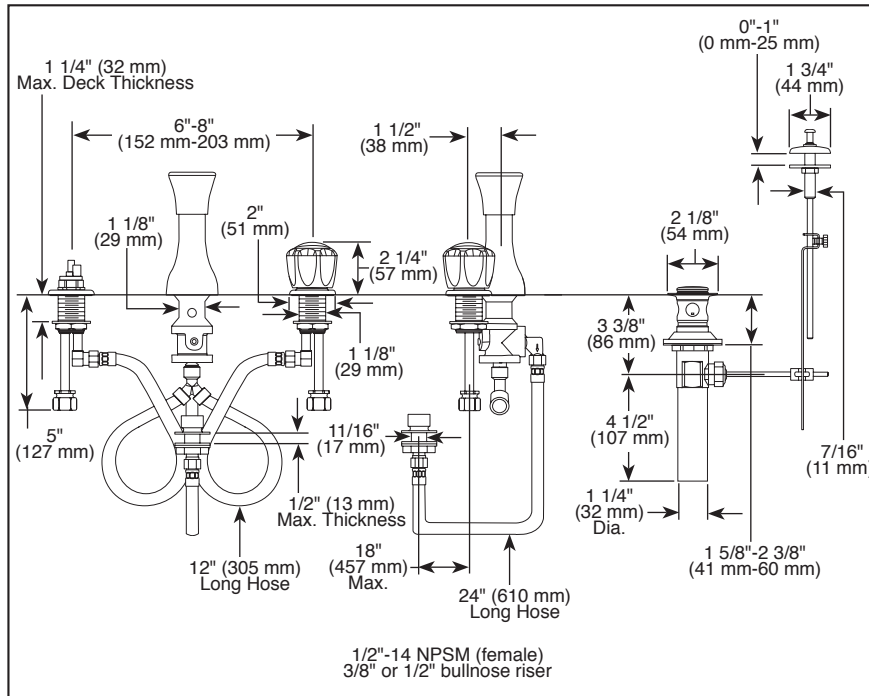 0"-1"
(0 mm-25 mm)
1 1/4" (32 mm)
Max. Deck Thickness
1 3/4"
(44 mm)
6"-8"
(152 mm-203 mm)
1 1/2"
(38 mm)
2"
(51 mm)
1 1/8"
(29 mm)
2 1/4"
(57 mm)
2 1/8"
(54 mm)
3 3/8"
(86 mm)
1 1/8"
(29 mm)
5"
(127 mm)
11/16"
(17 mm)
4 1/2"
(107 mm)
7/16"
(11 mm)
1/2" (13 mm)
Max. Thickness
1 1/4"
(32 mm)
Dia.
18"
(457 mm)
Max.
1 5/8"-2 3/8"
(41 mm-60 mm)
12" (305 mm)
Long Hose
24" (610 mm)
Long Hose
1/2"-14 NPSM (female)
3/8" or 1/2" bullnose riser